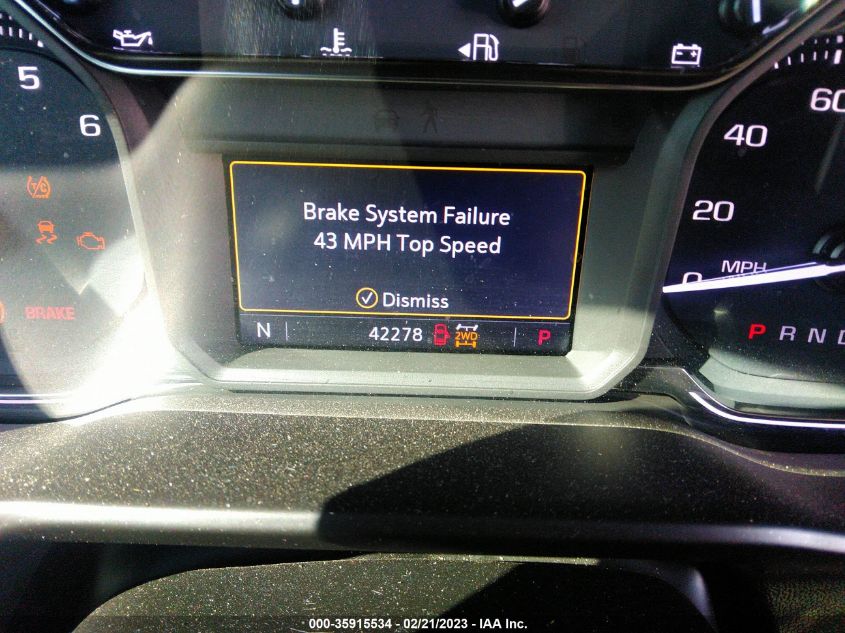 5
6
60
40
20
0
MPH
T/C
BRAKE
Brake System Failure
43 MPH Top Speed
Dismiss
N
42278
2WD
P
P R N D
000-35915534 - 02/21/2023 - IAA Inc.